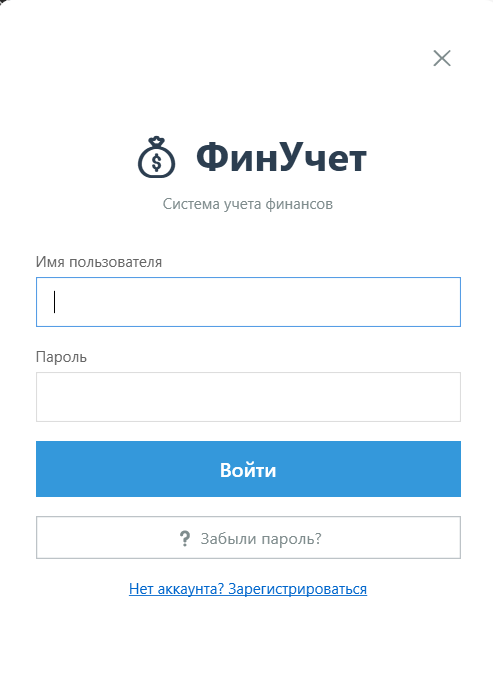 ФинУчет
Система учета финансов
Имя пользователя
Пароль
Войти
? Забыли пароль?
Нет аккаунта? Зарегистрироваться